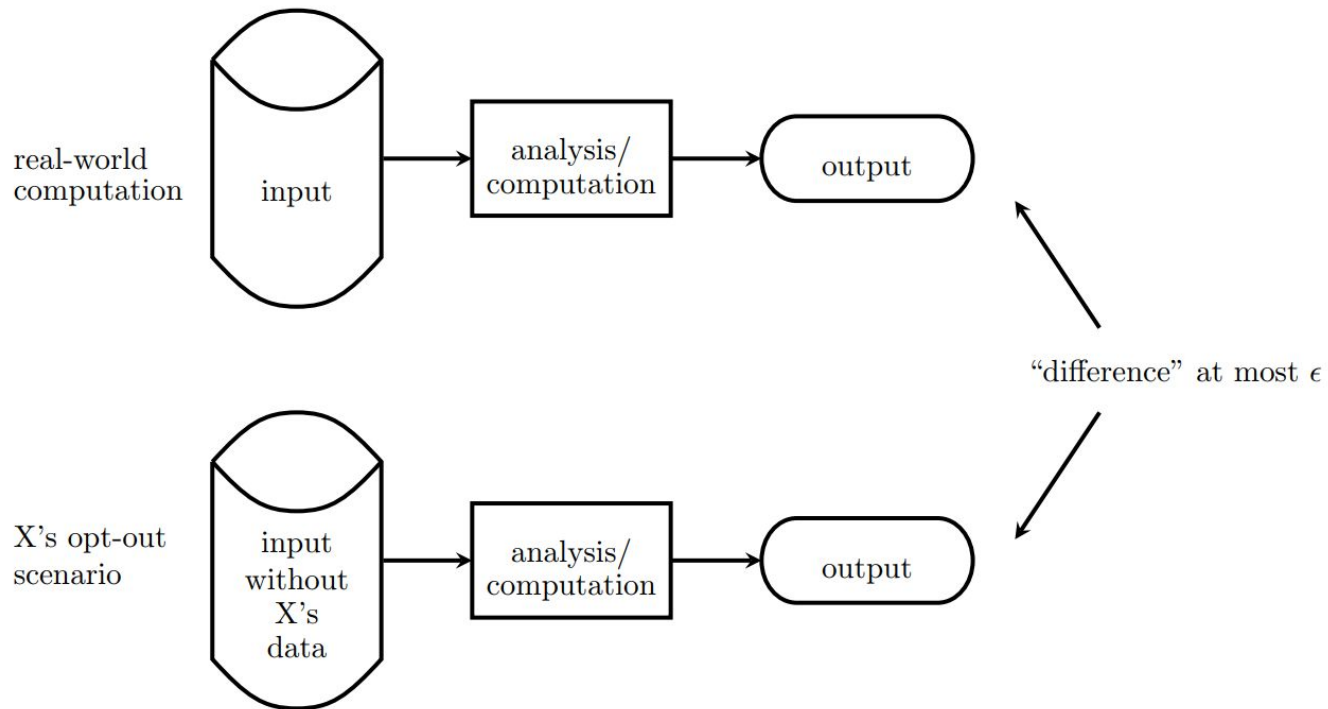 real-world
computation
input
analysis/
computation
output
“difference” at most ϵ
X’s opt-out
scenario
input
without
X’s
data
analysis/
computation
output